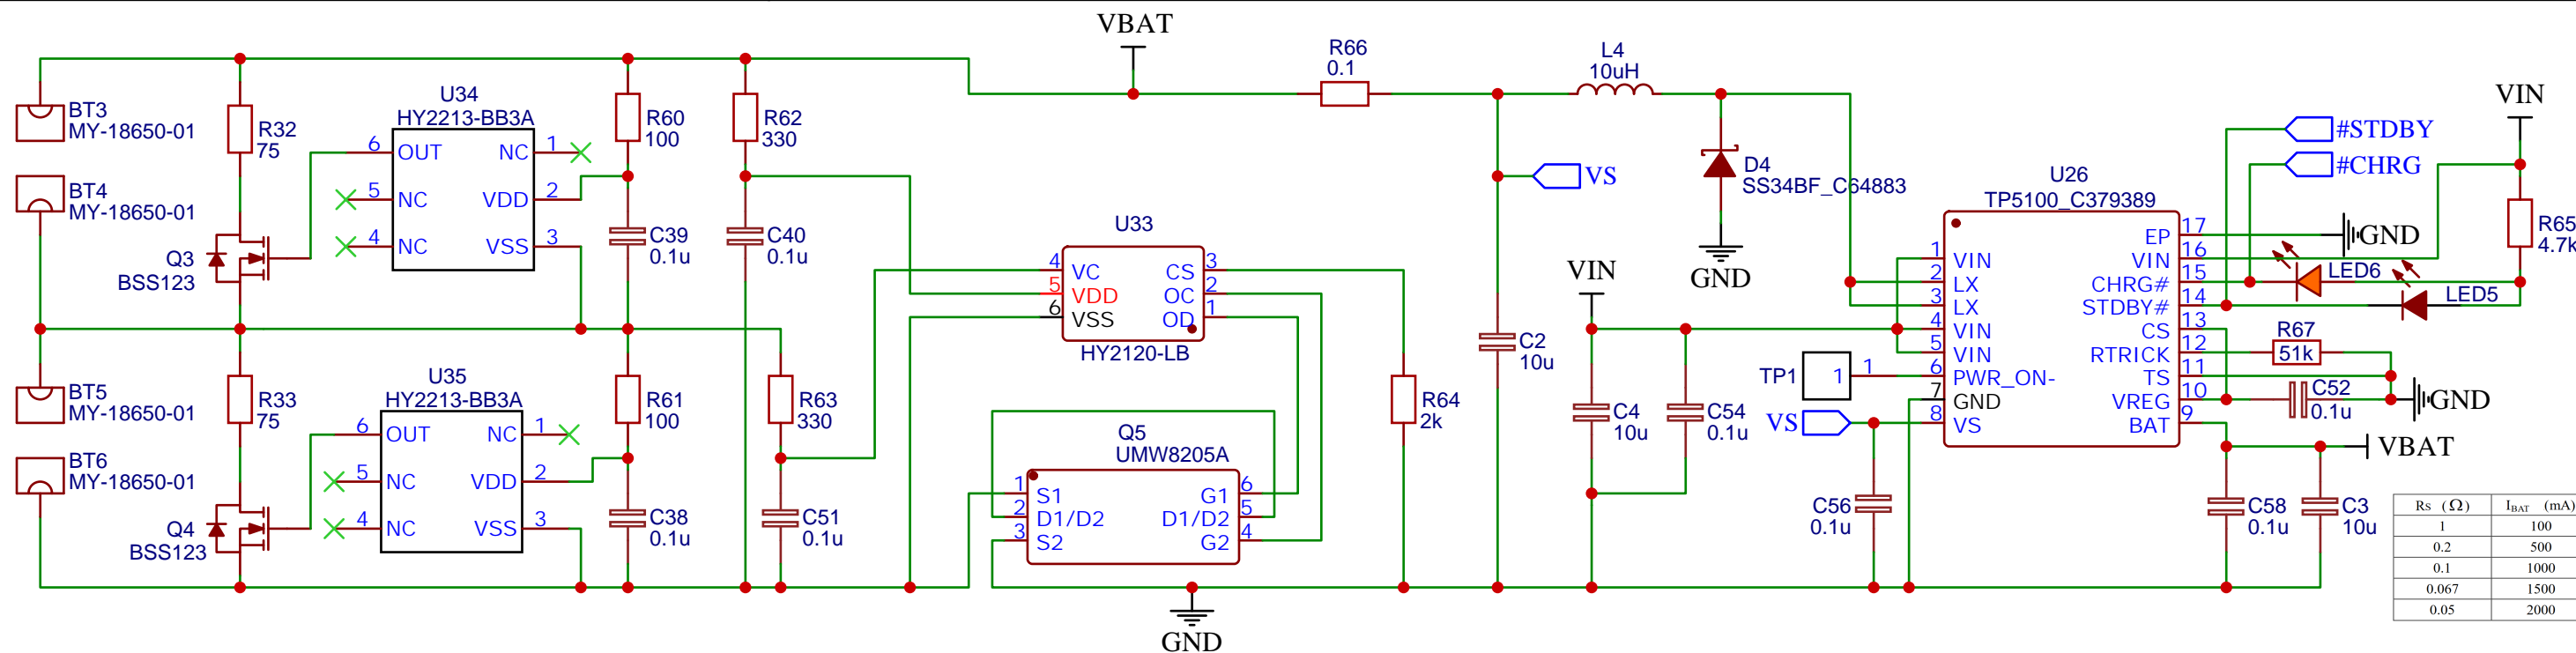 VBAT
BT3
MY-18650-01
BT4
MY-18650-01
R32
75
Q3
BSS123
U34
HY2213-BB3A
6 OUT NC 1
5 NC VDD 2
4 NC VSS 3
R60
100
C39
0.1u
R62
330
C40
0.1u
BT5
MY-18650-01
BT6
MY-18650-01
R33
75
Q4
BSS123
U35
HY2213-BB3A
6 OUT NC 1
5 NC VDD 2
4 NC VSS 3
R61
100
C38
0.1u
R63
330
C51
0.1u
U33
4 VC CS 3
5 VDD OC 2
6 VSS OD 1
HY2120-LB
Q5
UMW8205A
1 S1 G1 6
2 D1/D2 D1/D2 5
3 S2 G2 4
GND
R64
2k
R66
0.1
VS
C2
10u
L4
10uH
D4
SS34BF_C64883
GND
VIN
C4
10u
C54
0.1u
TP1
1 1
VS
C56
0.1u
U26
TP5100_C379389
1 VIN
2 LX
3 LX
4 VIN
5 VIN
6 PWR_ON-
7 GND
8 VS
EP 17
VIN 16
CHRG# 15
STDBY# 14
CS 13
RTRICK 12
TS 11
VREG 10
BAT 9
#STDBY
#CHRG
VIN
GND
R65
4.7k
LED6
LED5
R67
51k
C52
0.1u
GND
VBAT
C58
0.1u
C3
10u
Rs (Ω) IBAT (mA)
1 100
0.2 500
0.1 1000
0.067 1500
0.05 2000